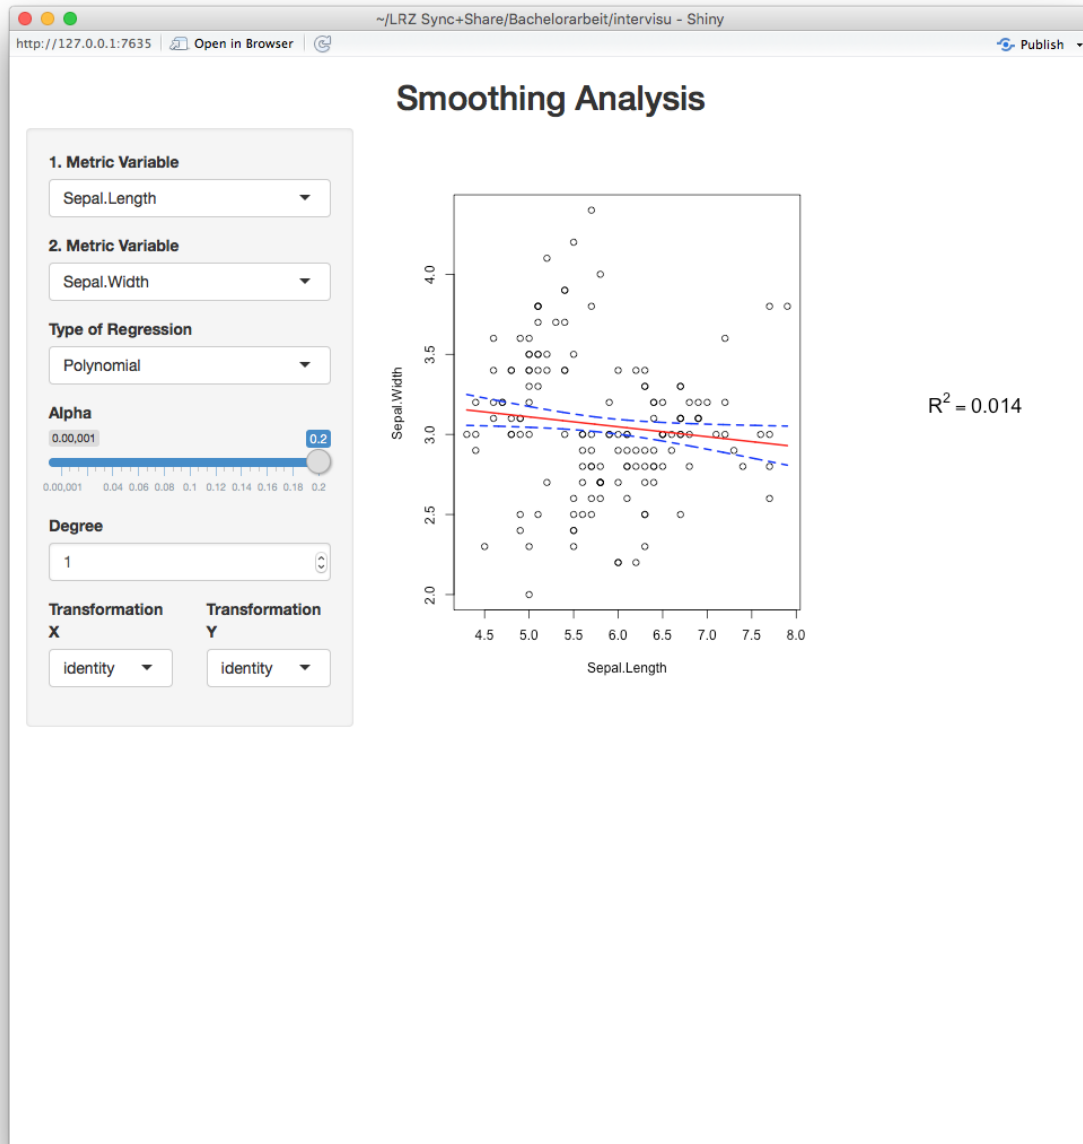 ~/LRZ Sync+Share/Bachelorarbeit/intervisu - Shiny
http://127.0.0.1:7635 Open in Browser Publish
Smoothing Analysis
1. Metric Variable
Sepal.Length
2. Metric Variable
Sepal.Width
Type of Regression
Polynomial
Alpha
0.00,001 0.2
0.00,001 0.04 0.06 0.08 0.1 0.12 0.14 0.16 0.18 0.2
Degree
1
Transformation X
Transformation Y
identity identity
Sepal.Width
4.0
3.5
3.0
2.5
2.0
4.5 5.0 5.5 6.0 6.5 7.0 7.5 8.0
Sepal.Length
R² = 0.014